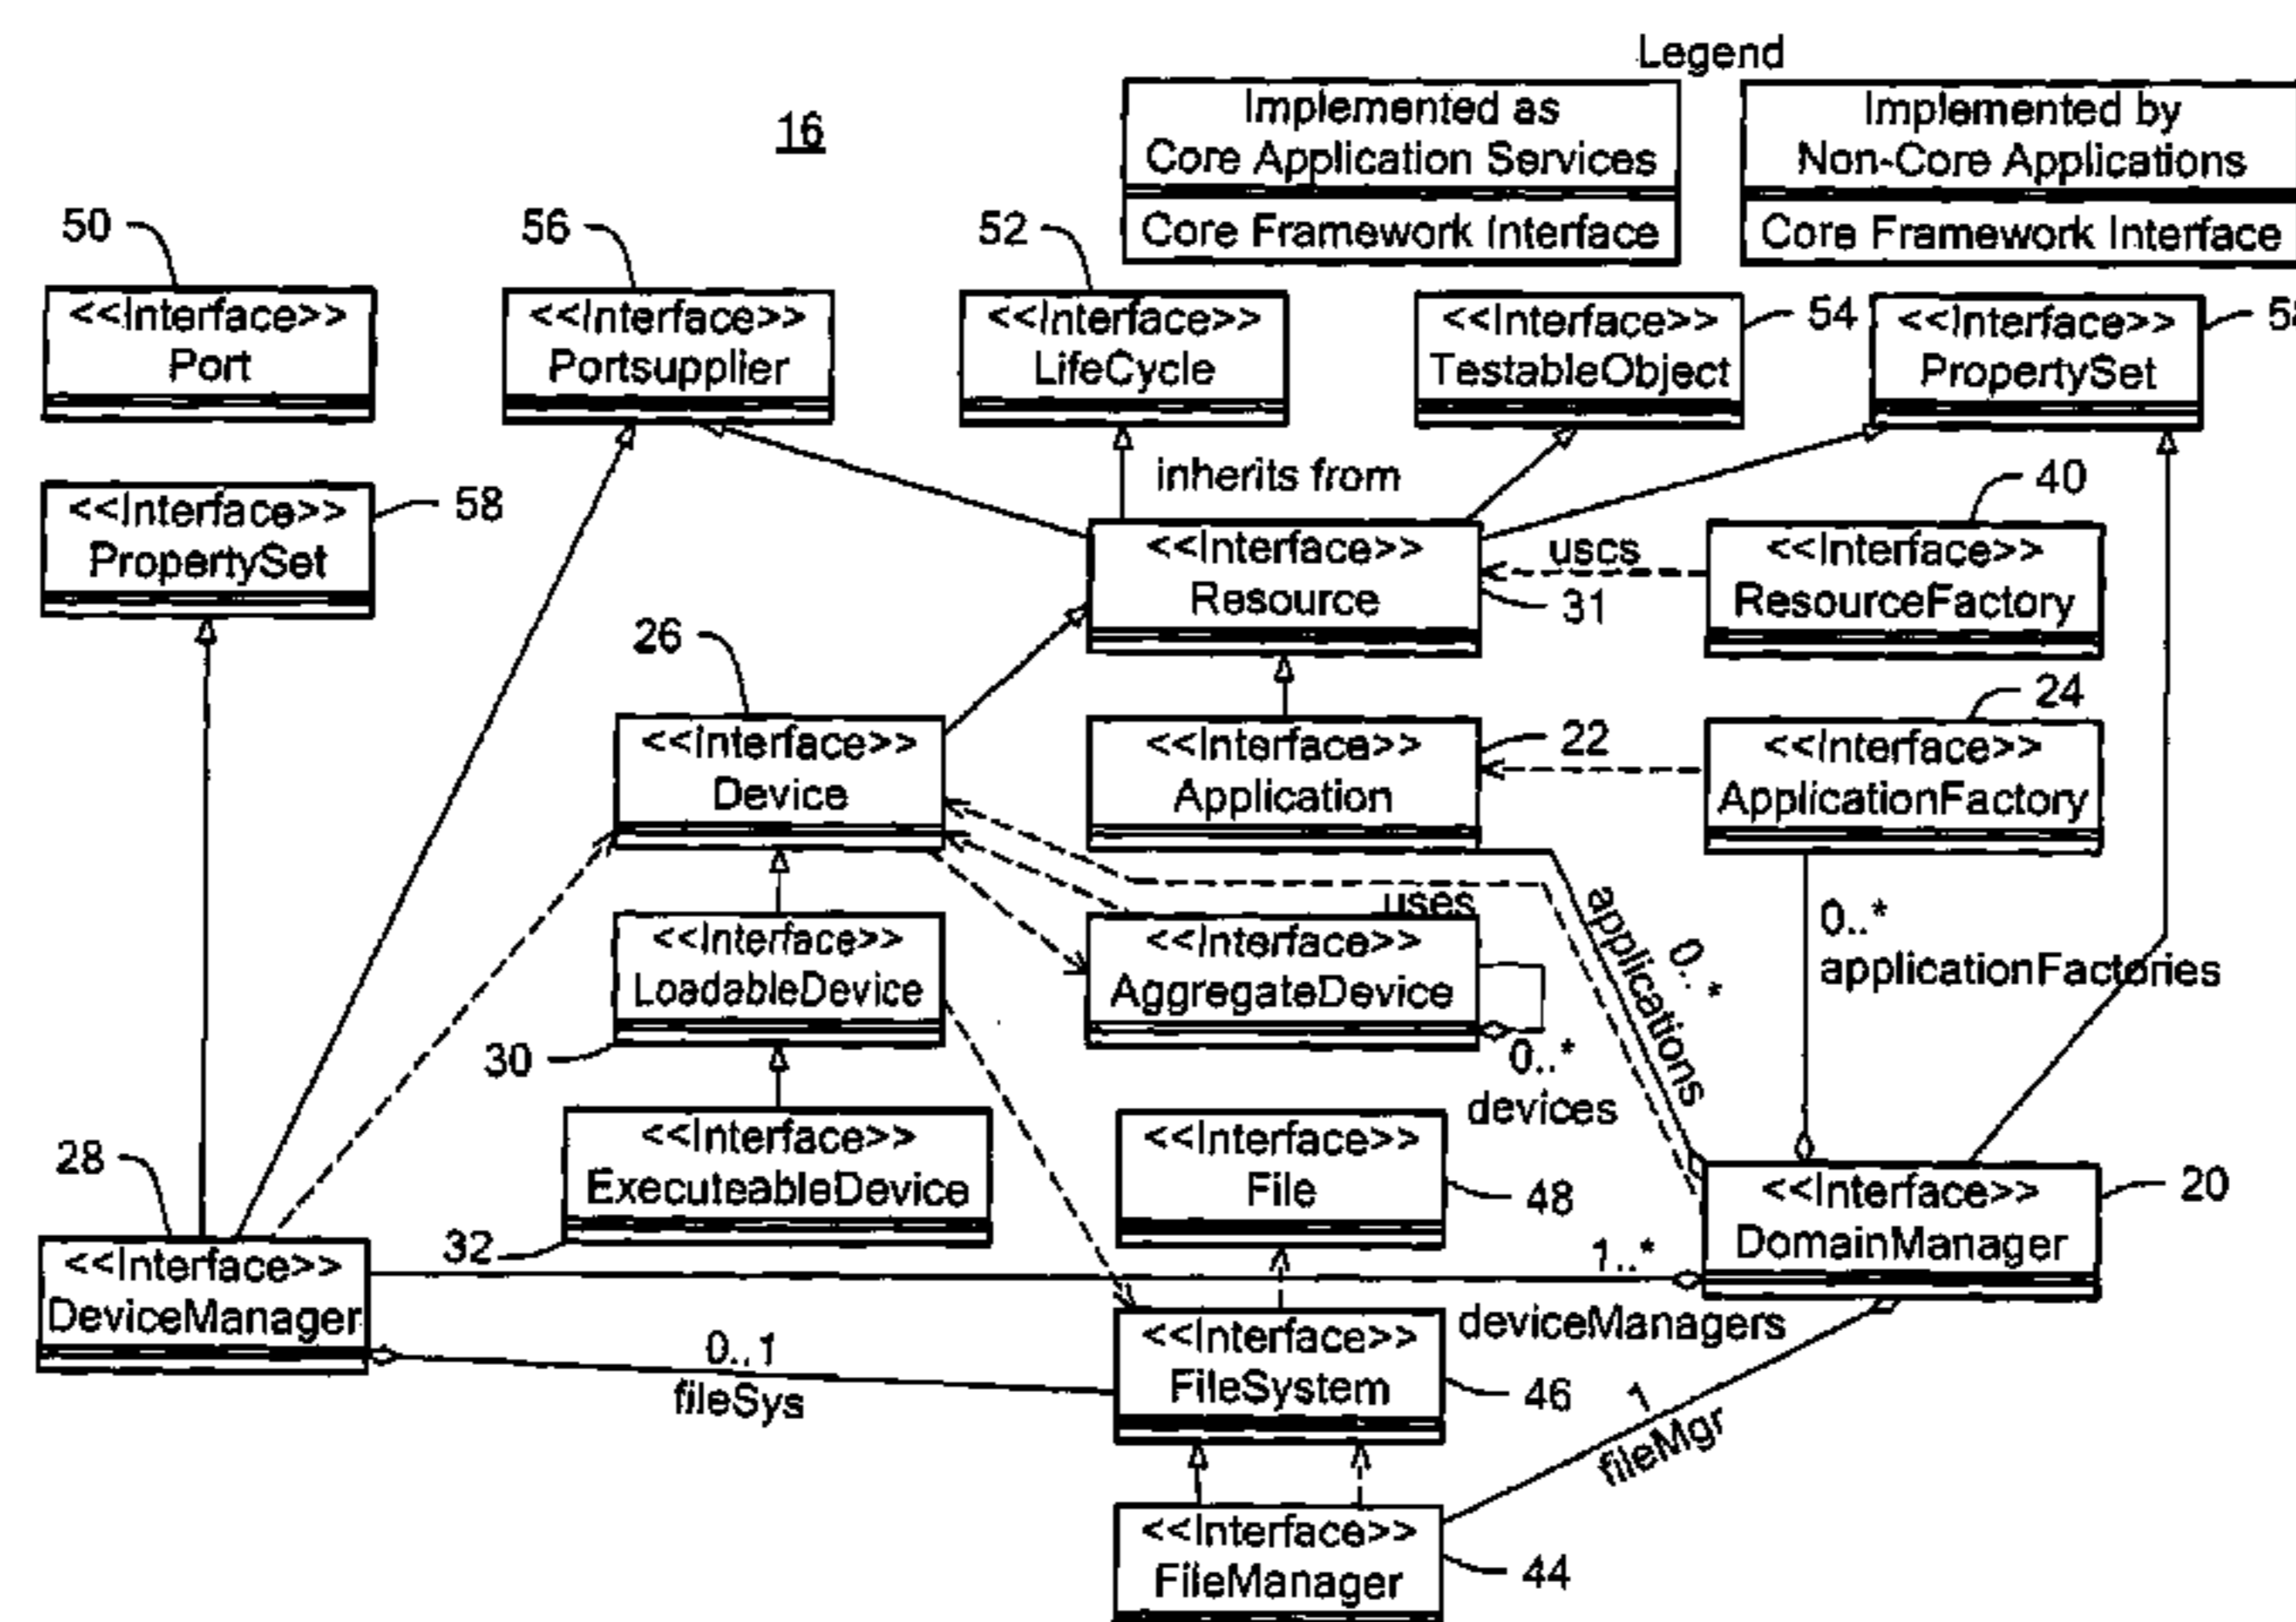 Legend
Implemented as
Core Application Services
Core Framework Interface
Implemented by
Non-Core Applications
Core Framework Interface
16
50
<<Interface>>
Port
56
<<Interface>>
Portsupplier
52
<<Interface>>
LifeCycle
<<Interface>>
TestableObject
54
<<Interface>>
PropertySet
<<Interface>>
PropertySet
58
inherits from
<<Interface>>
Resource
31
uscs
40
<<Interface>>
ResourceFactory
26
<<Interface>>
Device
<<Interface>>
Application
22
24
<<Interface>>
ApplicationFactory
<<Interface>>
LoadableDevice
30
uses
<<Interface>>
AggregateDevice
0..*
devices
applications
0..*
0..*
applicationFactories
28
<<Interface>>
DeviceManager
<<Interface>>
ExecuteableDevice
32
<<Interface>>
File
48
<<Interface>>
DomainManager
20
1..*
deviceManagers
0..1
fileSys
<<Interface>>
FileSystem
46
1
fileMgr
<<Interface>>
FileManager
44